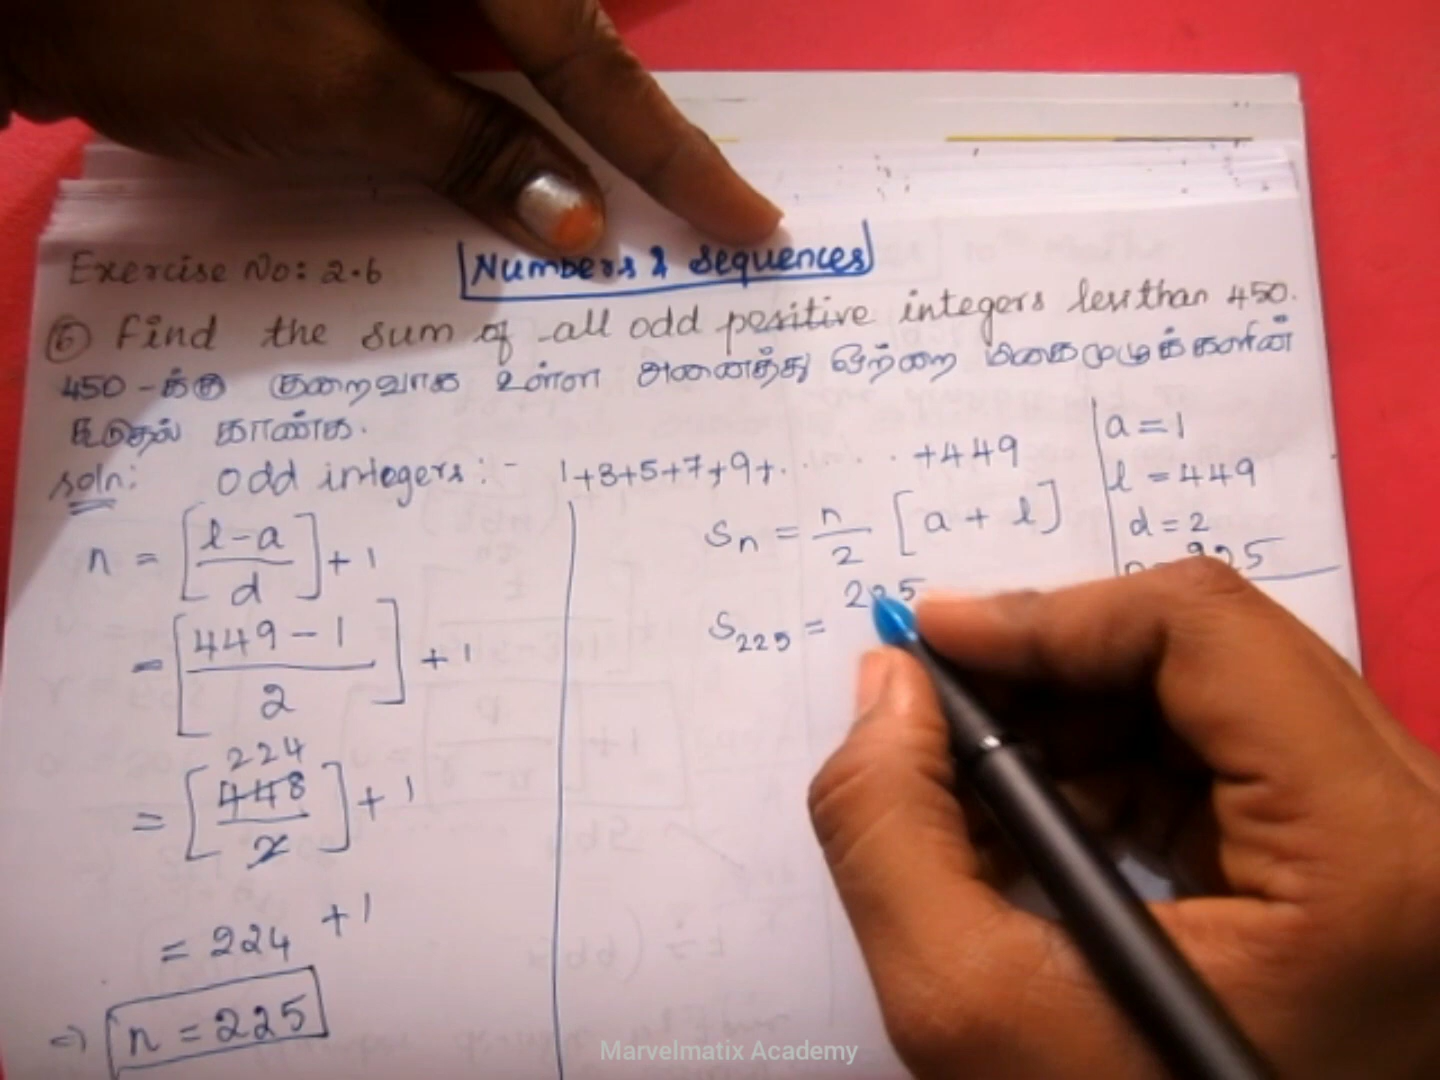 Exercise No: 2.6 Numbers & Sequences
⑥ Find the sum of all odd positive integers less than 450.
450 -க்கு குறைவாக உள்ள அனைத்து ஒற்றை மிகை முழுக்களின்
கூடுதல் காண்க.
soln: Odd integers :- 1+3+5+7+9+ . . . . . . +449
n = [l-a/d] + 1
= [449-1/2] + 1
224
= [448/2] + 1
= 224 + 1
⇒ n = 225
Sn = n/2 [a + l]
S225 = 225
a = 1
l = 449
d = 2
n = 225
Marvelmatix Academy